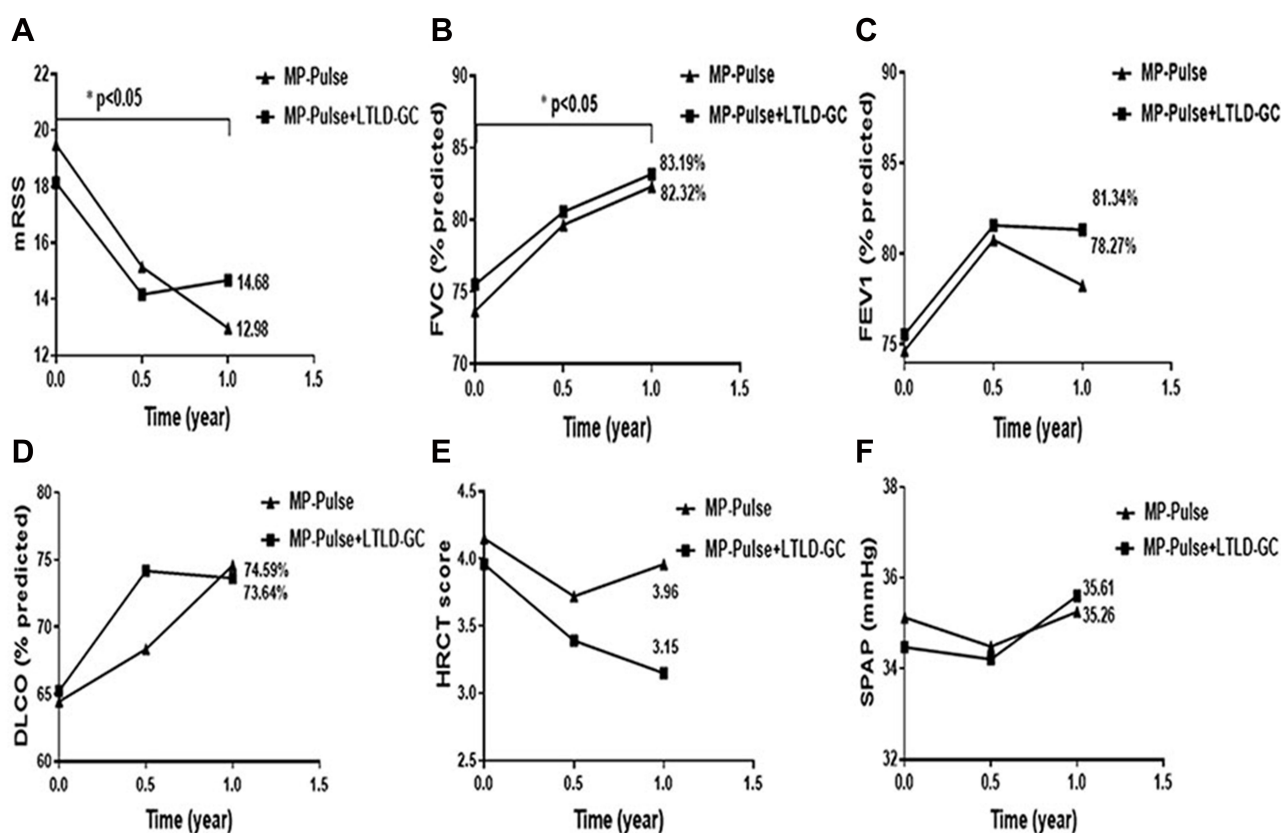 A
MP-Pulse
MP-Pulse+LTLD-GC
* p<0.05
mRSS
22
20
18
16
14
12
14.68
12.98
0.0 0.5 1.0 1.5
Time (year)
B
MP-Pulse
MP-Pulse+LTLD-GC
* p<0.05
FVC (% predicted)
90
85
80
75
70
83.19%
82.32%
0.0 0.5 1.0 1.5
Time (year)
C
MP-Pulse
MP-Pulse+LTLD-GC
FEV1 (% predicted)
90
85
80
75
81.34%
78.27%
0.0 0.5 1.0 1.5
Time (year)
D
MP-Pulse
MP-Pulse+LTLD-GC
DLCO (% predicted)
80
75
70
65
60
74.59%
73.64%
0.0 0.5 1.0 1.5
Time (year)
E
MP-Pulse
MP-Pulse+LTLD-GC
HRCT score
4.5
4.0
3.5
3.0
2.5
3.96
3.15
0.0 0.5 1.0 1.5
Time (year)
F
MP-Pulse
MP-Pulse+LTLD-GC
SPAP (mmHg)
38
36
34
32
35.61
35.26
0.0 0.5 1.0 1.5
Time (year)